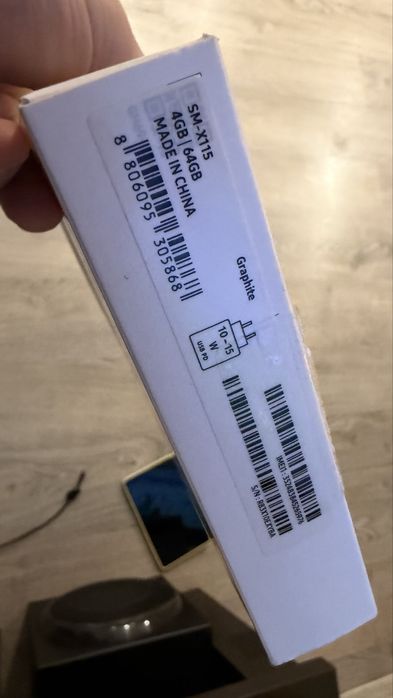 SM-X115
4GB | 64GB
MADE IN CHINA
8 806095 305868
Graphite
10-15
W
USB PD